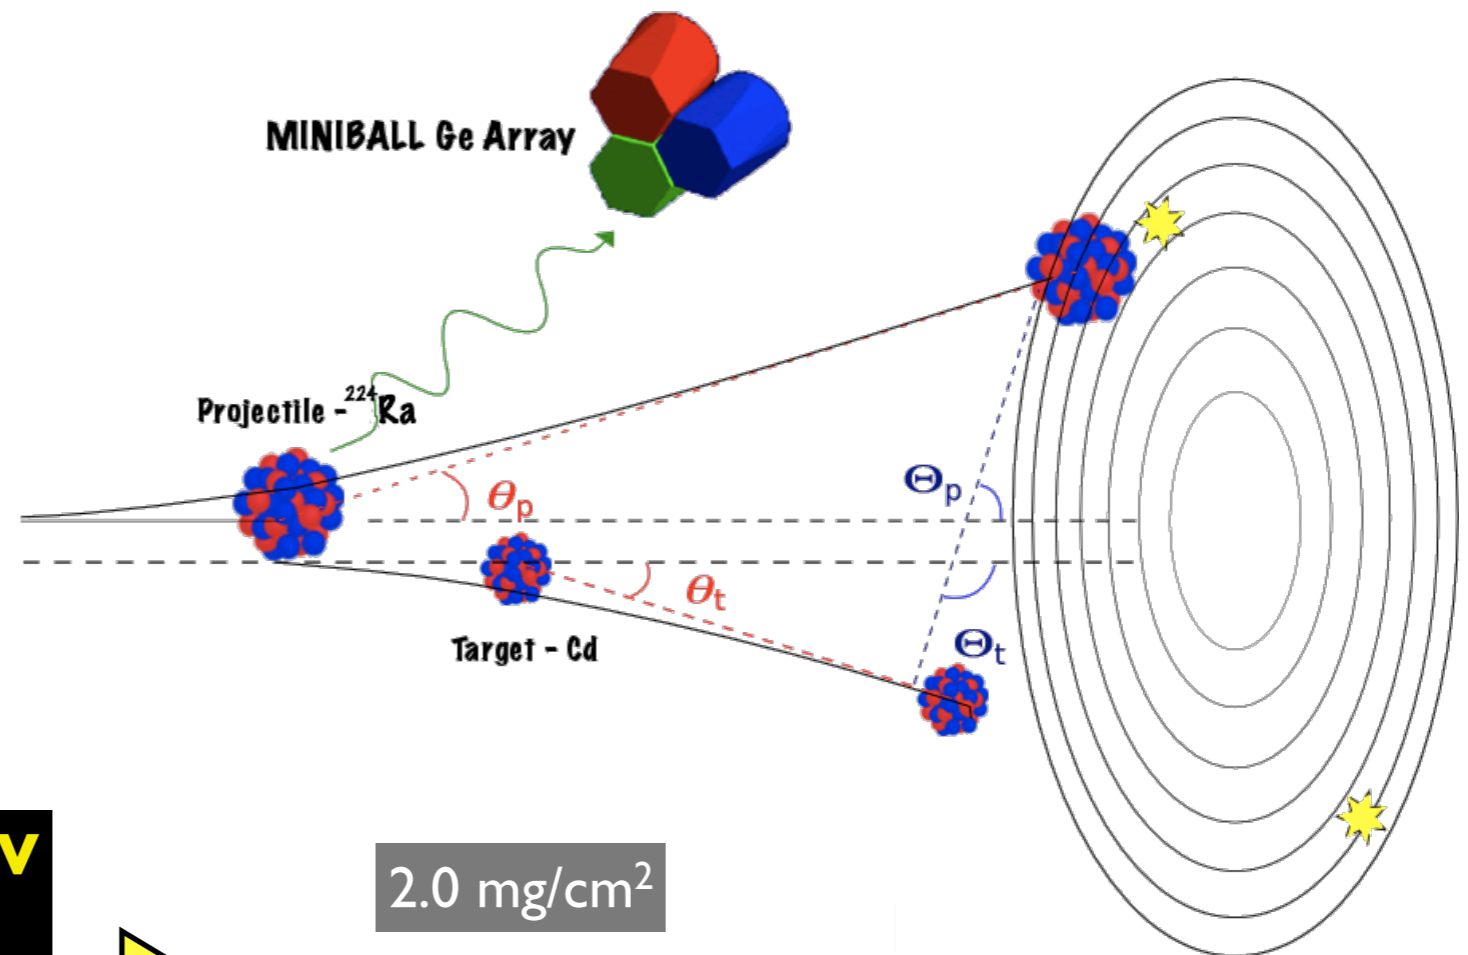 MINIBALL Ge Array
Projectile - ²²⁴Ra
θp
Θp
θt
Θt
Target - Cd
V
2.0 mg/cm²